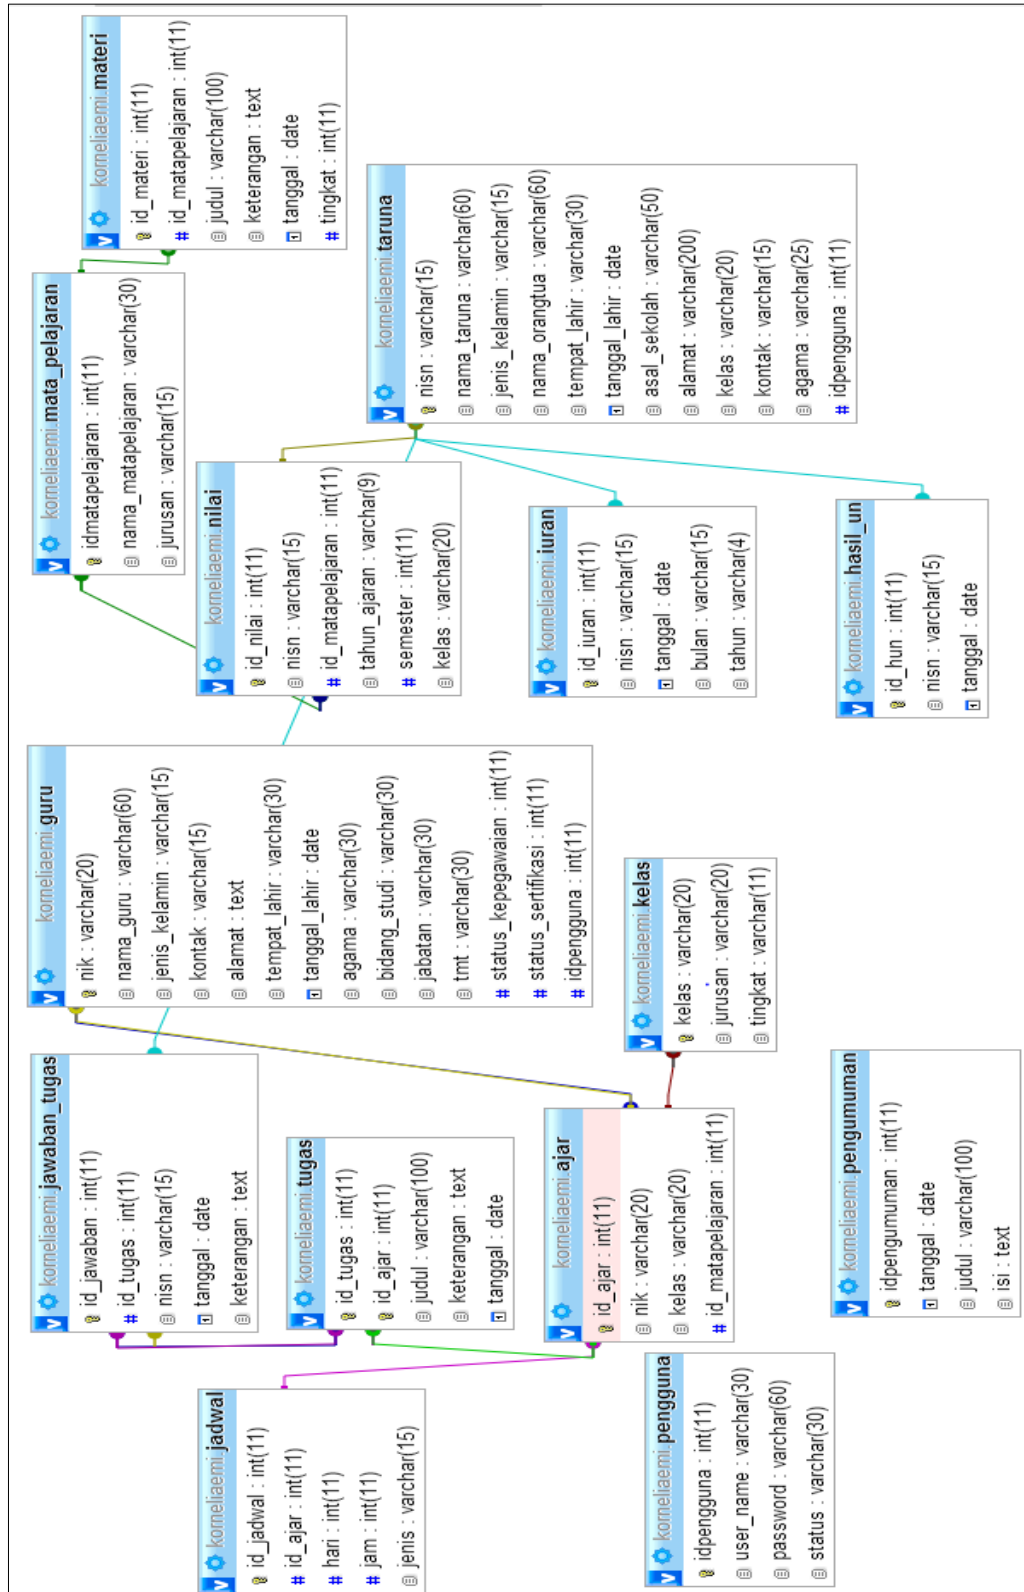 korneliaemi.jadwal
id_jadwal : int(11)
id_ajar : int(11)
hari : int(11)
jam : int(11)
jenis : varchar(15)
korneliaemi.pengguna
idpengguna : int(11)
user_name : varchar(30)
password : varchar(60)
status : varchar(30)
korneliaemi.jawaban_tugas
id_jawaban : int(11)
id_tugas : int(11)
nisn : varchar(15)
tanggal : date
keterangan : text
korneliaemi.tugas
id_tugas : int(11)
id_ajar : int(11)
judul : varchar(100)
keterangan : text
tanggal : date
korneliaemi.ajar
id_ajar : int(11)
nik : varchar(20)
kelas : varchar(20)
id_matapelajaran : int(11)
korneliaemi.pengumuman
idpengumuman : int(11)
tanggal : date
judul : varchar(100)
isi : text
korneliaemi.guru
nik : varchar(20)
nama_guru : varchar(60)
jenis_kelamin : varchar(15)
kontak : varchar(15)
alamat : text
tempat_lahir : varchar(30)
tanggal_lahir : date
agama : varchar(30)
bidang_studi : varchar(30)
jabatan : varchar(30)
tmt : varchar(30)
status_kepegawaian : int(11)
status_sertifikasi : int(11)
idpengguna : int(11)
korneliaemi.kelas
kelas : varchar(20)
jurusan : varchar(20)
tingkat : varchar(11)
korneliaemi.mata_pelajaran
idmatapelajaran : int(11)
nama_matapelajaran : varchar(30)
jurusan : varchar(15)
korneliaemi.nilai
id_nilai : int(11)
nisn : varchar(15)
id_matapelajaran : int(11)
tahun_ajaran : varchar(9)
semester : int(11)
kelas : varchar(20)
korneliaemi.iuran
id_iuran : int(11)
nisn : varchar(15)
tanggal : date
bulan : varchar(15)
tahun : varchar(4)
korneliaemi.hasil_un
id_hun : int(11)
nisn : varchar(15)
tanggal : date
korneliaemi.materi
id_materi : int(11)
id_matapelajaran : int(11)
judul : varchar(100)
keterangan : text
tanggal : date
tingkat : int(11)
korneliaemi.taruna
nisn : varchar(15)
nama_taruna : varchar(60)
jenis_kelamin : varchar(15)
nama_orangtua : varchar(60)
tempat_lahir : varchar(30)
tanggal_lahir : date
asal_sekolah : varchar(50)
alamat : varchar(200)
kelas : varchar(20)
kontak : varchar(15)
agama : varchar(25)
idpengguna : int(11)